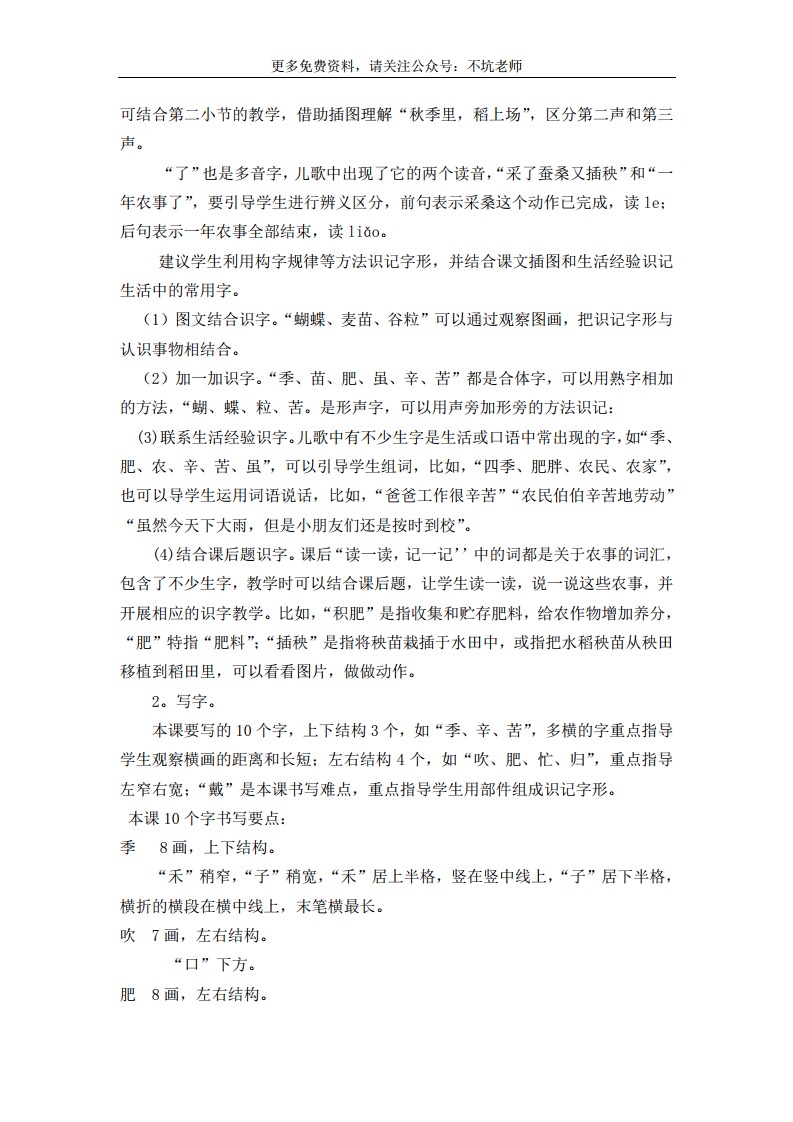 更多免费资料，请关注公众号：不坑老师
可结合第二小节的教学，借助插图理解“秋季里，稻上场”，区分第二声和第三
声。
“了”也是多音字，儿歌中出现了它的两个读音，“采了蚕桑又插秧”和“一
年农事了”，要引导学生进行辨义区分，前句表示采桑这个动作已完成，读 le；
后句表示一年农事全部结束，读 liǎo。
建议学生利用构字规律等方法识记字形，并结合课文插图和生活经验识记
生活中的常用字。
（1）图文结合识字。“蝴蝶、麦苗、谷粒”可以通过观察图画，把识记字形与
认识事物相结合。
（2）加一加识字。“季、苗、肥、虽、辛、苦”都是合体字，可以用熟字相加
的方法，“蝴、蝶、粒、苦。是形声字，可以用声旁加形旁的方法识记：
(3)联系生活经验识字。儿歌中有不少生字是生活或口语中常出现的字，如“季、
肥、农、辛、苦、虽”，可以引导学生组词，比如，“四季、肥胖、农民、农家”，
也可以导学生运用词语说话，比如，“爸爸工作很辛苦”“农民伯伯辛苦地劳动”
“虽然今天下大雨，但是小朋友们还是按时到校”。
(4)结合课后题识字。课后“读一读，记一记’’中的词都是关于农事的词汇，
包含了不少生字，教学时可以结合课后题，让学生读一读，说一说这些农事，并
开展相应的识字教学。比如，“积肥”是指收集和贮存肥料，给农作物增加养分，
“肥”特指“肥料”；“插秧”是指将秧苗栽插于水田中，或指把水稻秧苗从秧田
移植到稻田里，可以看看图片，做做动作。
2。写字。
本课要写的 10 个字，上下结构 3 个，如“季、辛、苦”，多横的字重点指导
学生观察横画的距离和长短；左右结构 4 个，如“吹、肥、忙、归”，重点指导
左窄右宽；“戴”是本课书写难点，重点指导学生用部件组成识记字形。
本课 10 个字书写要点：
季 8 画，上下结构。
“禾”稍窄，“子”稍宽，“禾”居上半格，竖在竖中线上，“子”居下半格，
横折的横段在横中线上，末笔横最长。
吹 7 画，左右结构。
“口”下方。
肥 8 画，左右结构。